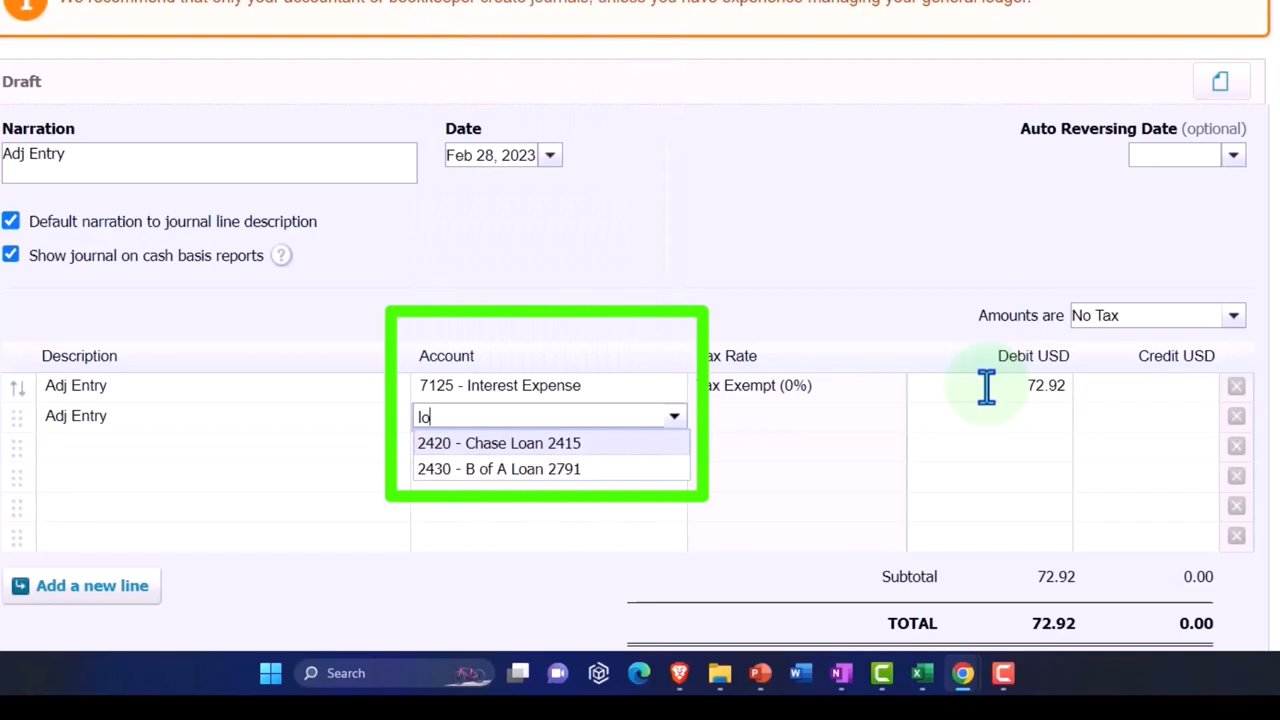 We recommend that only your accountant or bookkeeper create journals, unless you have experience managing your general ledger.
Draft
Narration
Date
Auto Reversing Date (optional)
Adj Entry
Feb 28, 2023
Default narration to journal line description
Show journal on cash basis reports ?
Amounts are No Tax
Description Account ax Rate Debit USD Credit USD
Adj Entry 7125 - Interest Expense ax Exempt (0%) 72.92
Adj Entry lo
2420 - Chase Loan 2415
2430 - B of A Loan 2791
Add a new line
Subtotal 72.92 0.00
TOTAL 72.92 0.00
Search